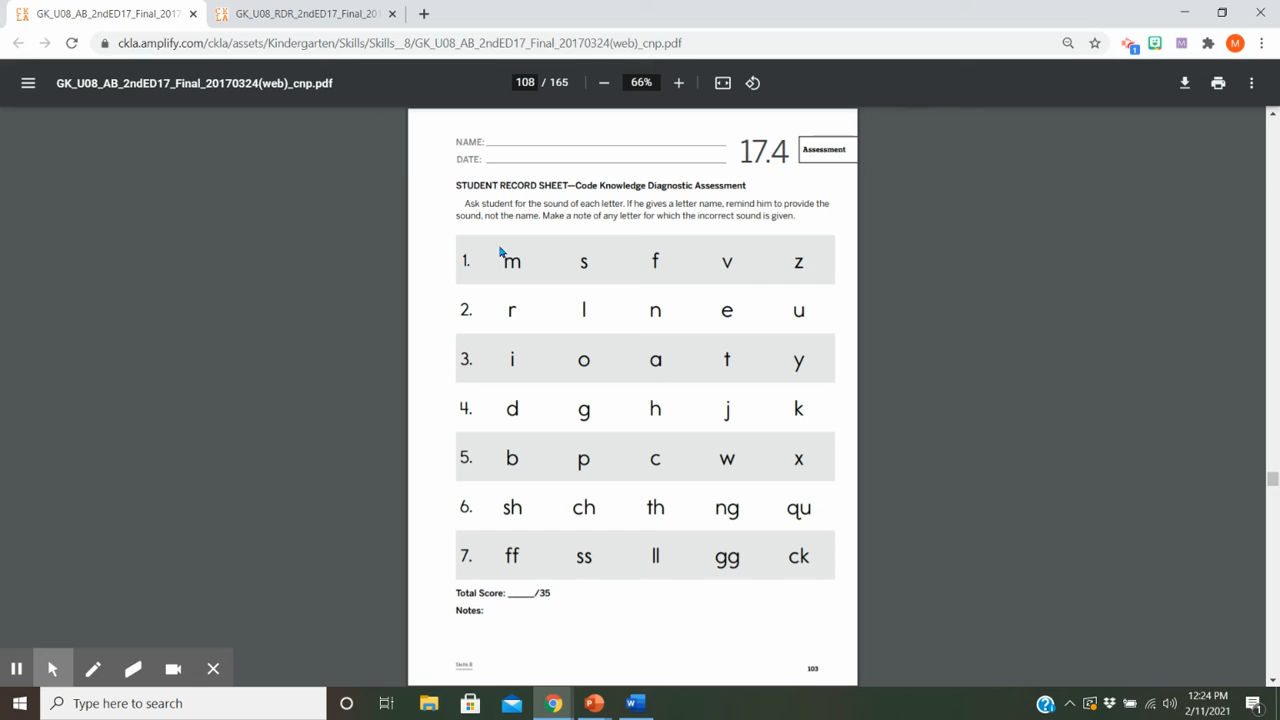 GK_U08_AB_2ndED17_Final_2017
GK_U08_RDR_2ndED17_Final_201
ckla.amplify.com/ckla/assets/Kindergarten/Skills/Skills__8/GK_U08_AB_2ndED17_Final_20170324(web)_cnp.pdf
GK_U08_AB_2ndED17_Final_20170324(web)_cnp.pdf
108 / 165
66%
NAME:
DATE:
17.4
Assessment
STUDENT RECORD SHEET—Code Knowledge Diagnostic Assessment
Ask student for the sound of each letter. If he gives a letter name, remind him to provide the
sound, not the name. Make a note of any letter for which the incorrect sound is given.
1. m s f v z
2. r l n e u
3. i o a t y
4. d g h j k
5. b p c w x
6. sh ch th ng qu
7. ff ss ll gg ck
Total Score: _____/35
Notes:
Skills 8
103
Type here to search
12:24 PM
2/11/2021